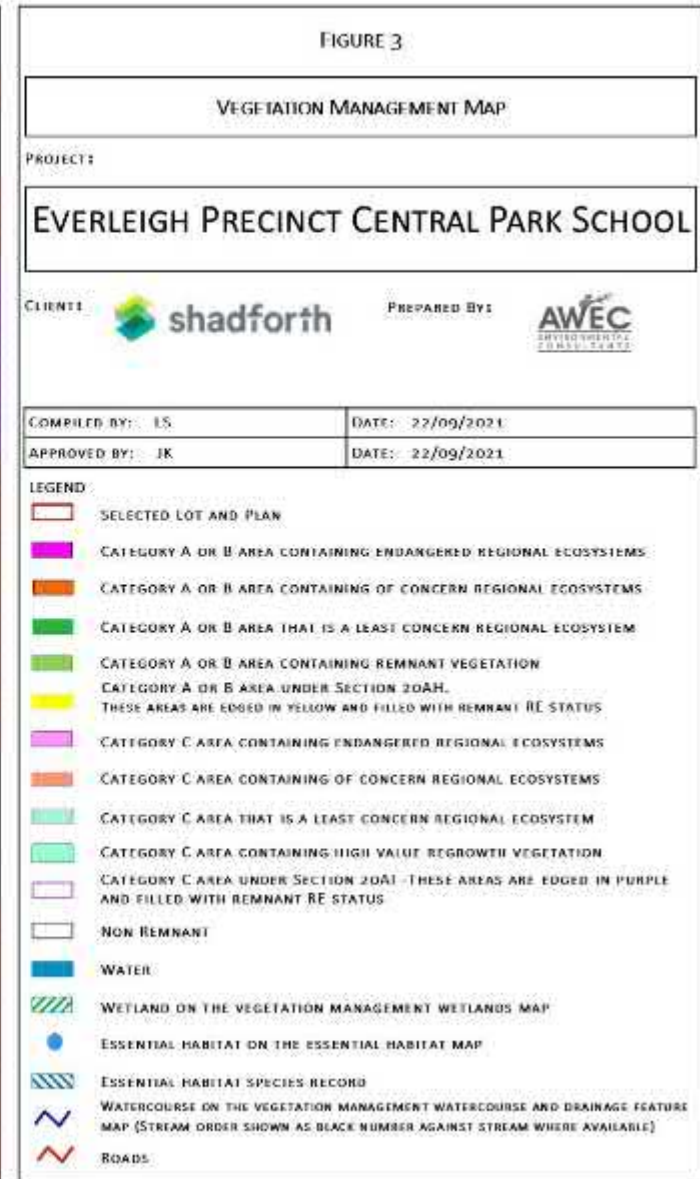 FIGURE 3
VEGETATION MANAGEMENT MAP
PROJECT:
EVERLEIGH PRECINCT CENTRAL PARK SCHOOL
CLIENT: shadforth PREPARED BY: AWEC
ENVIRONMENTAL
CONSULTANTS
COMPILED BY: LS DATE: 22/09/2021
APPROVED BY: JK DATE: 22/09/2021
LEGEND
SELECTED LOT AND PLAN
CATEGORY A OR B AREA CONTAINING ENDANGERED REGIONAL ECOSYSTEMS
CATEGORY A OR B AREA CONTAINING OF CONCERN REGIONAL ECOSYSTEMS
CATEGORY A OR B AREA THAT IS A LEAST CONCERN REGIONAL ECOSYSTEM
CATEGORY A OR B AREA CONTAINING REMNANT VEGETATION
CATEGORY A OR B AREA UNDER SECTION 20AH.
THESE AREAS ARE EDGED IN YELLOW AND FILLED WITH REMNANT RE STATUS
CATEGORY C AREA CONTAINING ENDANGERED REGIONAL ECOSYSTEMS
CATEGORY C AREA CONTAINING OF CONCERN REGIONAL ECOSYSTEMS
CATEGORY C AREA THAT IS A LEAST CONCERN REGIONAL ECOSYSTEM
CATEGORY C AREA CONTAINING HIGH VALUE REGROWTH VEGETATION
CATEGORY C AREA UNDER SECTION 20AI -THESE AREAS ARE EDGED IN PURPLE
AND FILLED WITH REMNANT RE STATUS
NON REMNANT
WATER
WETLAND ON THE VEGETATION MANAGEMENT WETLANDS MAP
ESSENTIAL HABITAT ON THE ESSENTIAL HABITAT MAP
ESSENTIAL HABITAT SPECIES RECORD
WATERCOURSE ON THE VEGETATION MANAGEMENT WATERCOURSE AND DRAINAGE FEATURE
MAP (STREAM ORDER SHOWN AS BLACK NUMBER AGAINST STREAM WHERE AVAILABLE)
ROADS